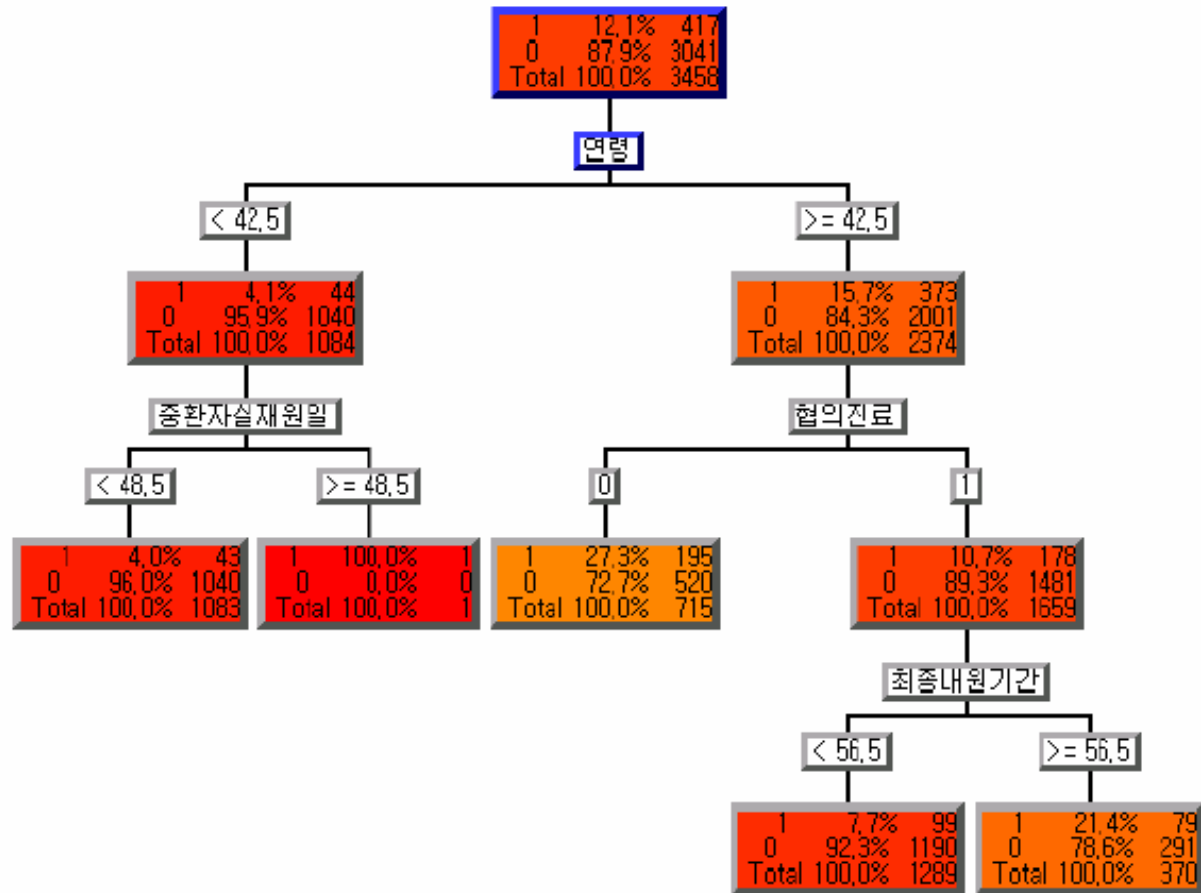 1 12,1% 417
0 87,9% 3041
Total 100,0% 3458
연령
< 42,5
>= 42,5
1 4,1% 44
0 95,9% 1040
Total 100,0% 1084
1 15,7% 373
0 84,3% 2001
Total 100,0% 2374
중환자실재원일
협의진료
< 48,5
>= 48,5
0
1
1 4,0% 43
0 96,0% 1040
Total 100,0% 1083
1 100,0% 1
0 0,0% 0
Total 100,0% 1
1 27,3% 195
0 72,7% 520
Total 100,0% 715
1 10,7% 178
0 89,3% 1481
Total 100,0% 1659
최종내원기간
< 56,5
>= 56,5
1 7,7% 99
0 92,3% 1190
Total 100,0% 1289
1 21,4% 79
0 78,6% 291
Total 100,0% 370